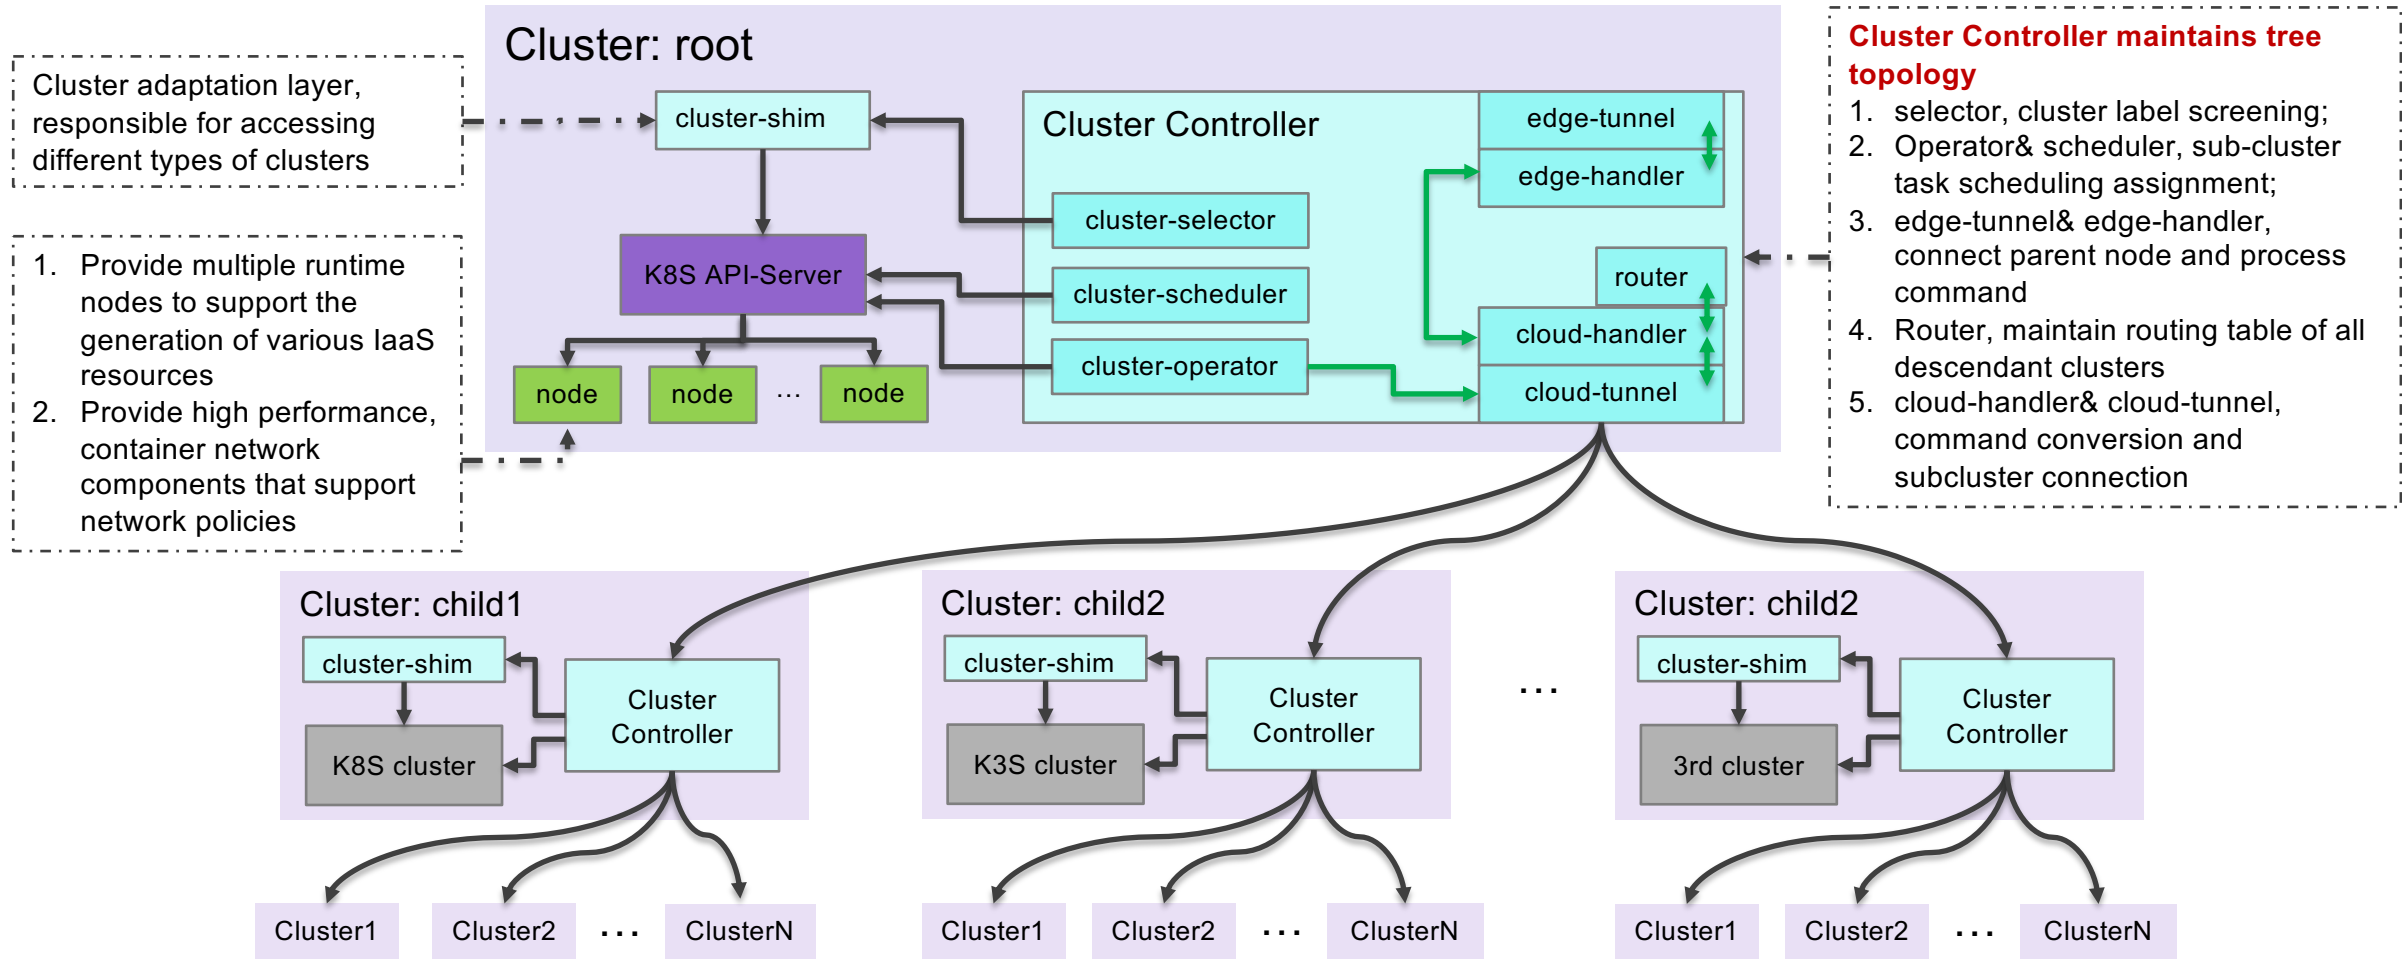 Cluster: root
Cluster adaptation layer,
responsible for accessing
different types of clusters
1. Provide multiple runtime
nodes to support the
generation of various IaaS
resources
2. Provide high performance,
container network
components that support
network policies
cluster-shim
K8S API-Server
node
node
...
node
Cluster Controller
cluster-selector
cluster-scheduler
cluster-operator
edge-tunnel
edge-handler
router
cloud-handler
cloud-tunnel
Cluster Controller maintains tree
topology
1. selector, cluster label screening;
2. Operator& scheduler, sub-cluster
task scheduling assignment;
3. edge-tunnel& edge-handler,
connect parent node and process
command
4. Router, maintain routing table of all
descendant clusters
5. cloud-handler& cloud-tunnel,
command conversion and
subcluster connection
Cluster: child1
cluster-shim
K8S cluster
Cluster
Controller
Cluster: child2
cluster-shim
K3S cluster
Cluster
Controller
...
Cluster: child2
cluster-shim
3rd cluster
Cluster
Controller
Cluster1
Cluster2
...
ClusterN
Cluster1
Cluster2
...
ClusterN
Cluster1
Cluster2
...
ClusterN